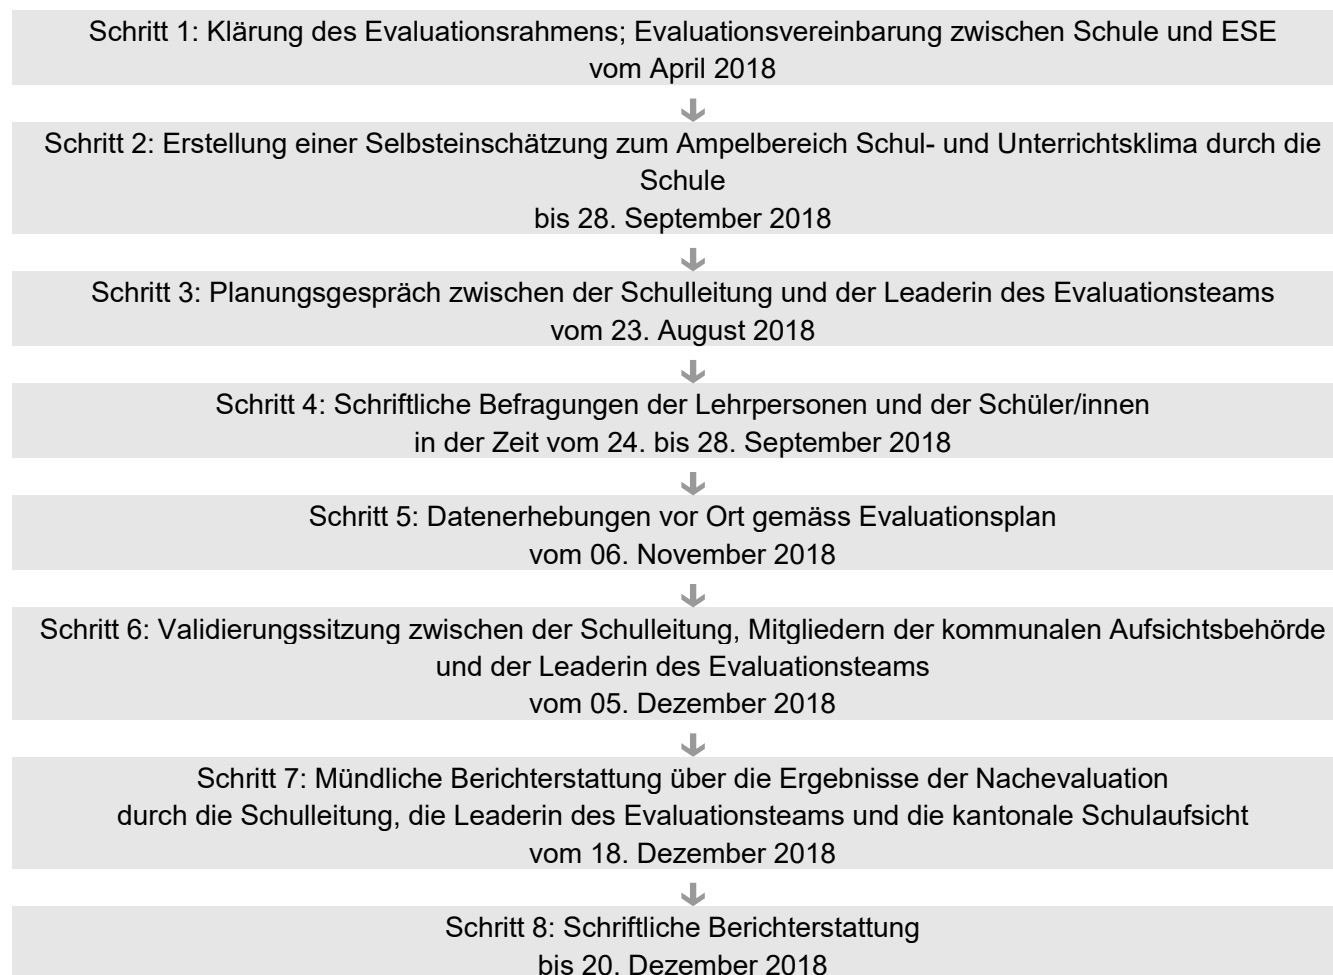 Schritt 1: Klärung des Evaluationsrahmens; Evaluationsvereinbarung zwischen Schule und ESE
vom April 2018
Schritt 2: Erstellung einer Selbsteinschätzung zum Ampelbereich Schul- und Unterrichtsklima durch die
Schule
bis 28. September 2018
Schritt 3: Planungsgespräch zwischen der Schulleitung und der Leaderin des Evaluationsteams
vom 23. August 2018
Schritt 4: Schriftliche Befragungen der Lehrpersonen und der Schüler/innen
in der Zeit vom 24. bis 28. September 2018
Schritt 5: Datenerhebungen vor Ort gemäss Evaluationsplan
vom 06. November 2018
Schritt 6: Validierungssitzung zwischen der Schulleitung, Mitgliedern der kommunalen Aufsichtsbehörde
und der Leaderin des Evaluationsteams
vom 05. Dezember 2018
Schritt 7: Mündliche Berichterstattung über die Ergebnisse der Nachevaluation
durch die Schulleitung, die Leaderin des Evaluationsteams und die kantonale Schulaufsicht
vom 18. Dezember 2018
Schritt 8: Schriftliche Berichterstattung
bis 20. Dezember 2018